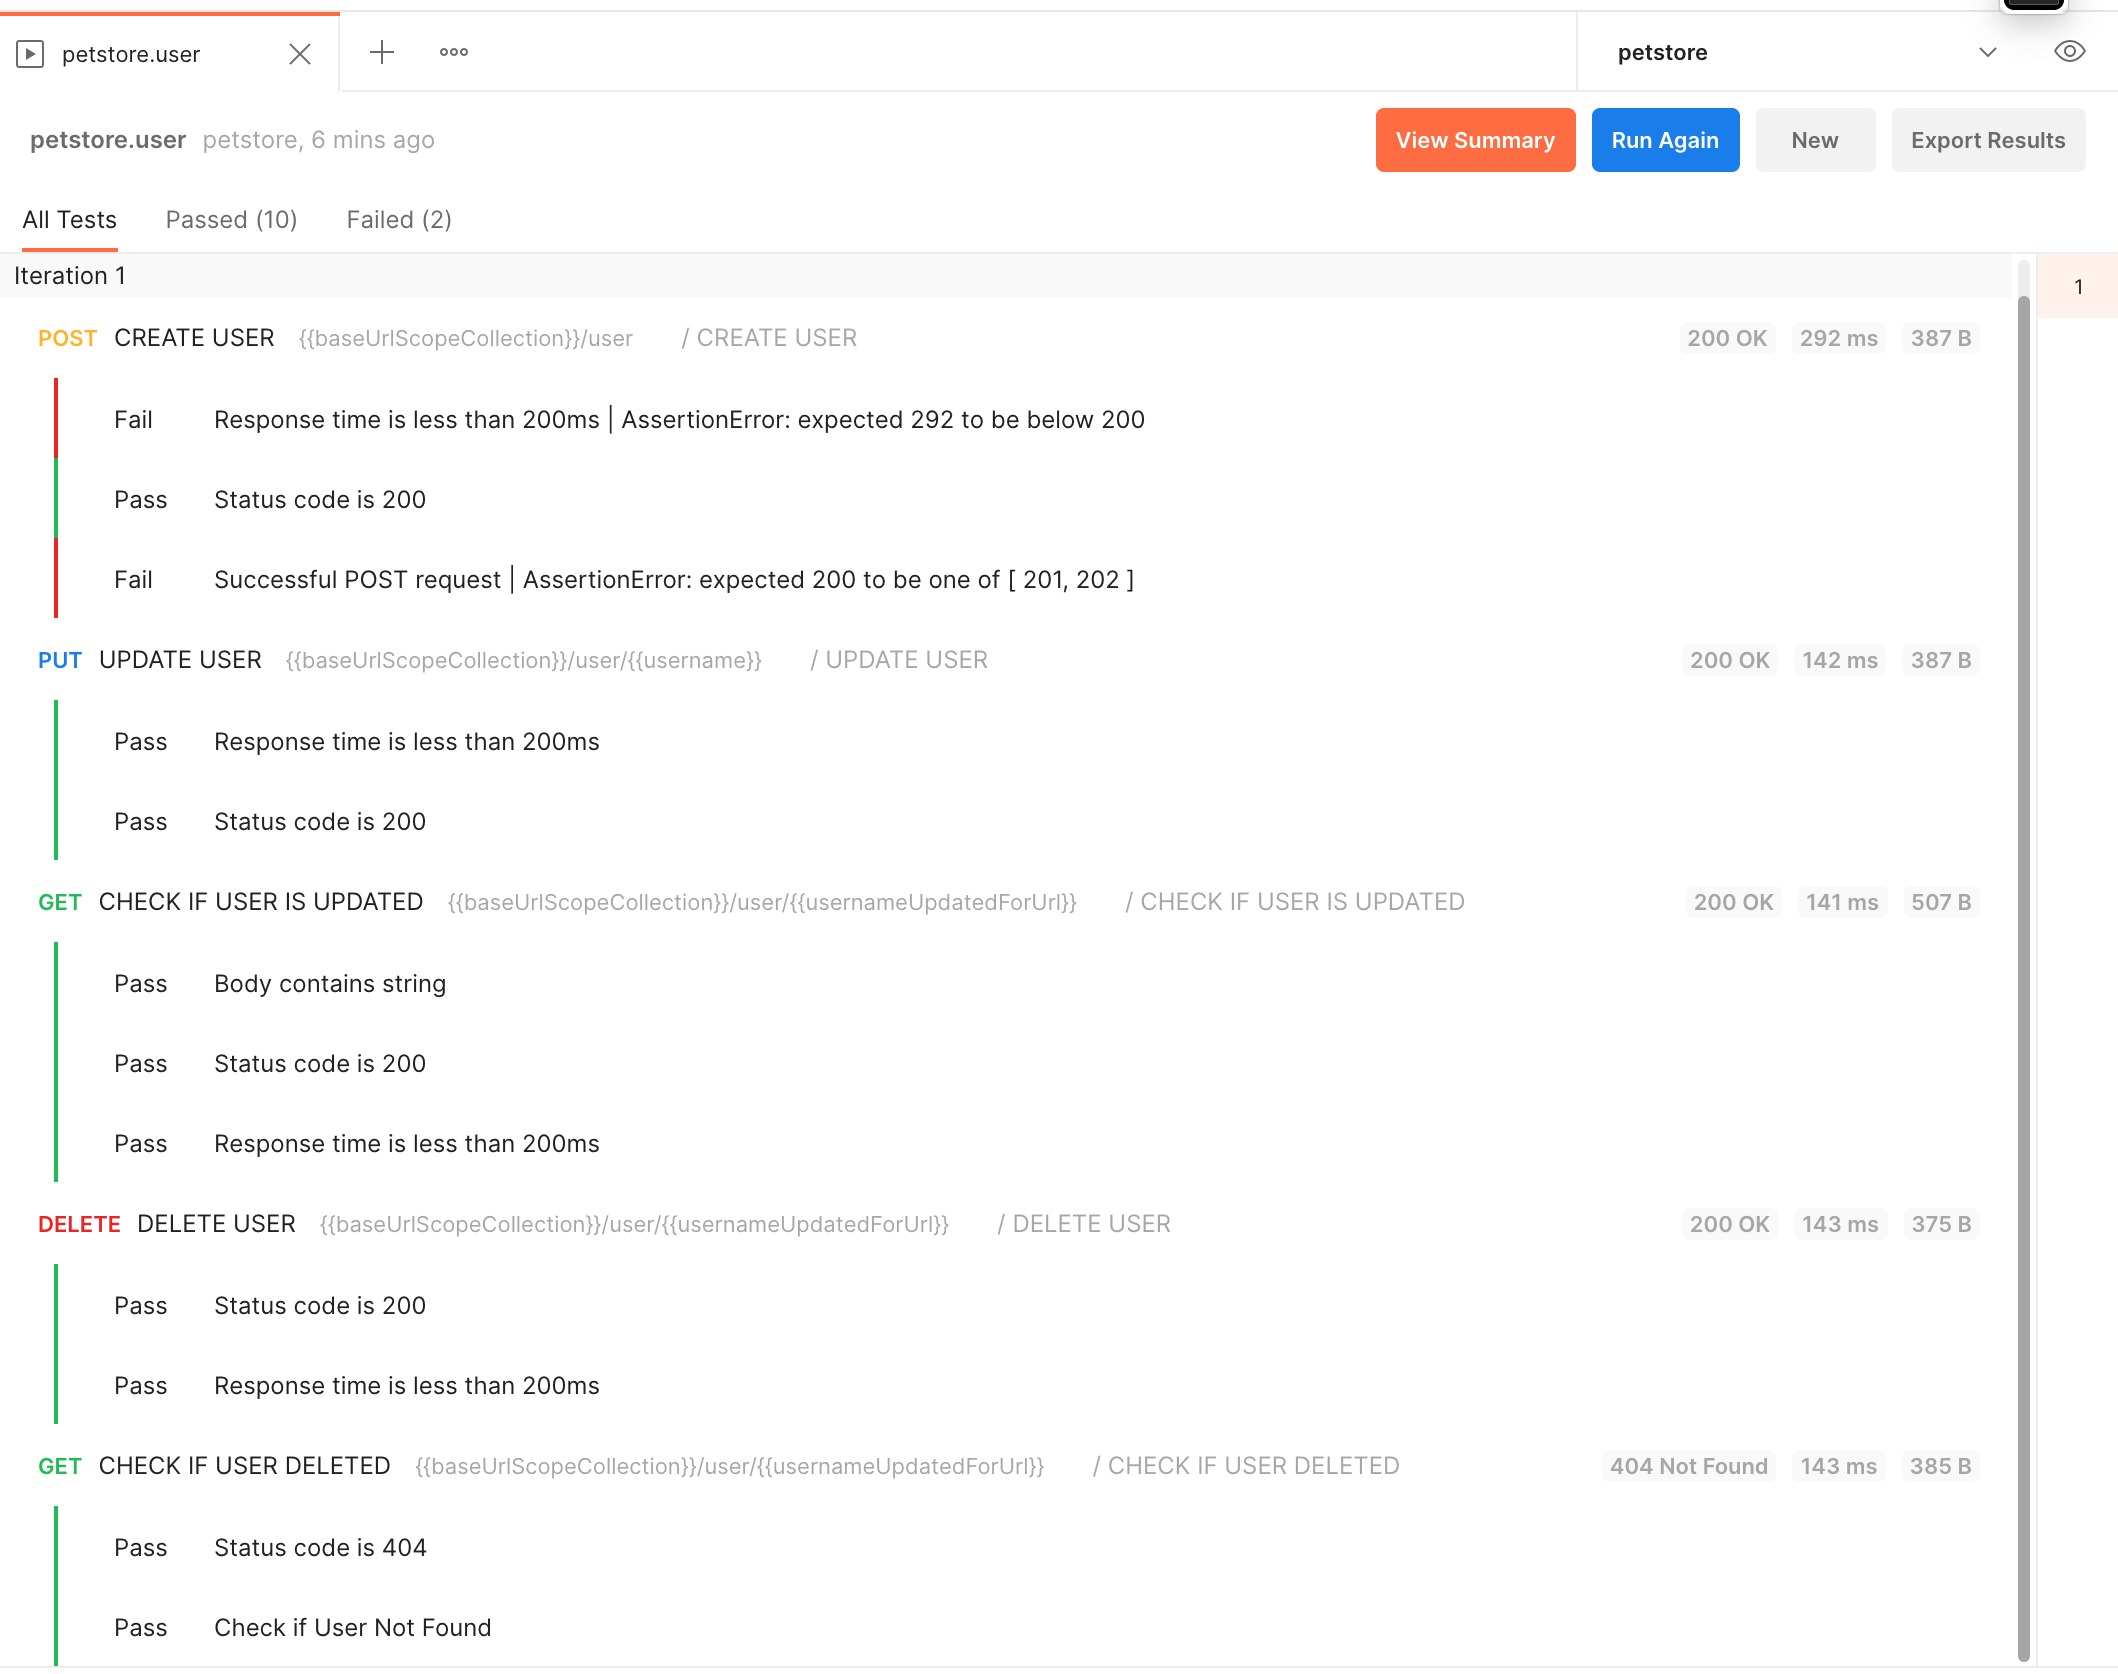 petstore.user
petstore
petstore.user petstore, 6 mins ago View Summary Run Again New Export Results
All Tests Passed (10) Failed (2)
Iteration 1
1
POST CREATE USER {{baseUrlScopeCollection}}/user / CREATE USER 200 OK 292 ms 387 B
Fail Response time is less than 200ms | AssertionError: expected 292 to be below 200
Pass Status code is 200
Fail Successful POST request | AssertionError: expected 200 to be one of [ 201, 202 ]
PUT UPDATE USER {{baseUrlScopeCollection}}/user/{{username}} / UPDATE USER 200 OK 142 ms 387 B
Pass Response time is less than 200ms
Pass Status code is 200
GET CHECK IF USER IS UPDATED {{baseUrlScopeCollection}}/user/{{usernameUpdatedForUrl}} / CHECK IF USER IS UPDATED 200 OK 141 ms 507 B
Pass Body contains string
Pass Status code is 200
Pass Response time is less than 200ms
DELETE DELETE USER {{baseUrlScopeCollection}}/user/{{usernameUpdatedForUrl}} / DELETE USER 200 OK 143 ms 375 B
Pass Status code is 200
Pass Response time is less than 200ms
GET CHECK IF USER DELETED {{baseUrlScopeCollection}}/user/{{usernameUpdatedForUrl}} / CHECK IF USER DELETED 404 Not Found 143 ms 385 B
Pass Status code is 404
Pass Check if User Not Found